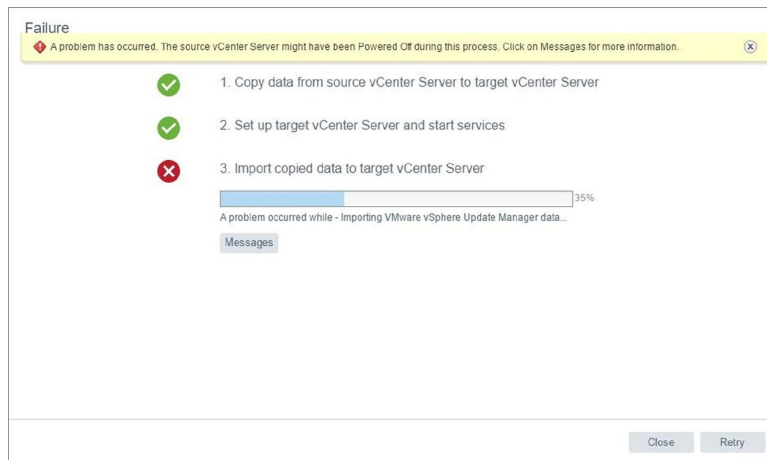 Failure
A problem has occurred. The source vCenter Server might have been Powered Off during this process. Click on Messages for more information.
1. Copy data from source vCenter Server to target vCenter Server
2. Set up target vCenter Server and start services
3. Import copied data to target vCenter Server
35%
A problem occurred while - Importing VMware vSphere Update Manager data...
Messages
Close Retry